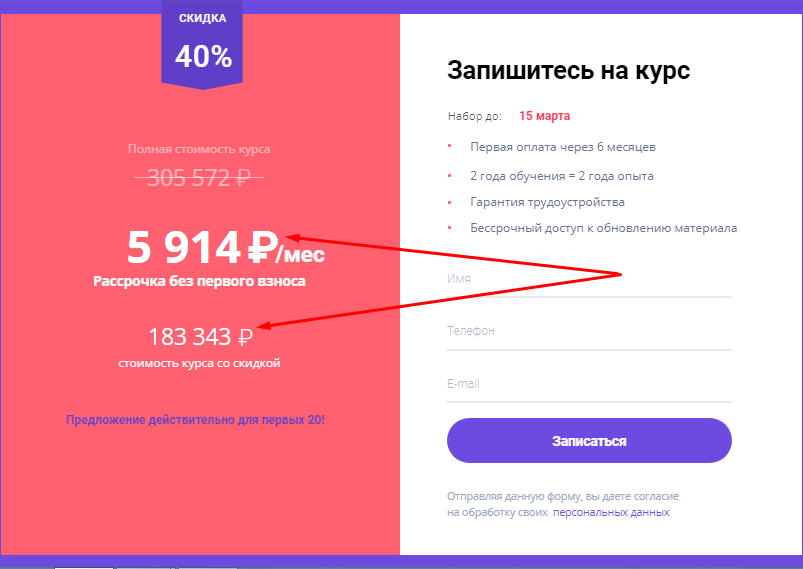 СКИДКА
40%
Полная стоимость курса
305 572 ₽
5 914 ₽/мес
Рассрочка без первого взноса
183 343 ₽
стоимость курса со скидкой
Предложение действительно для первых 20!
Запишитесь на курс
Набор до: 15 марта
Первая оплата через 6 месяцев
2 года обучения = 2 года опыта
Гарантия трудоустройства
Бессрочный доступ к обновлению материала
Имя
Телефон
E-mail
Записаться
Отправляя данную форму, вы даете согласие
на обработку своих персональных данных